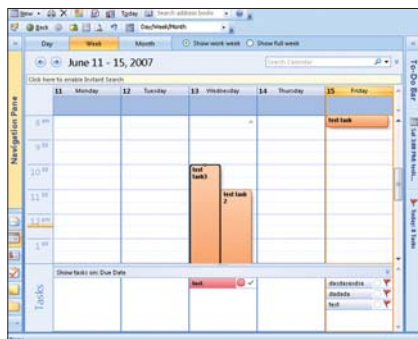 New Today Search address books
Back Day/Week/Month
Day Week Month Show work week Show full week
June 11 - 15, 2007 Search Calendar
Click here to enable Instant Search
11 Monday 12 Tuesday 13 Wednesday 14 Thursday 15 Friday
8 am
test task
9 00
10 00
test task3
11 00
test task 2
12 pm
1 00
Show tasks on: Due Date
Tasks
test
dadada
test
Navigation Pane
To-Do Bar
Today: 8 Tasks